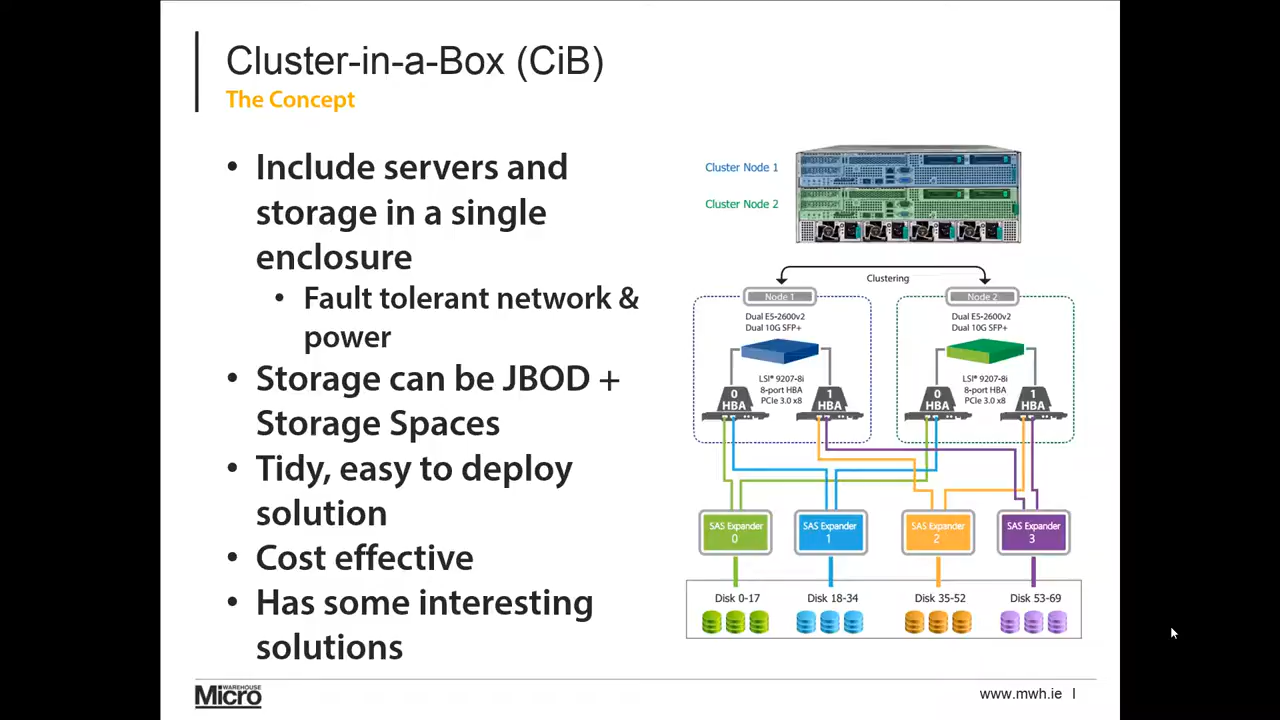 Cluster-in-a-Box (CiB)
The Concept
• Include servers and
storage in a single
enclosure
• Fault tolerant network &
power
• Storage can be JBOD +
Storage Spaces
• Tidy, easy to deploy
solution
• Cost effective
• Has some interesting
solutions
Cluster Node 1
Cluster Node 2
Clustering
Node 1
Node 2
Dual E5-2600v2
Dual 10G SFP+
Dual E5-2600v2
Dual 10G SFP+
LSI® 9207-8i
8-port HBA
PCIe 3.0 x8
LSI® 9207-8i
8-port HBA
PCIe 3.0 x8
0
HBA
1
HBA
0
HBA
1
HBA
SAS Expander
0
SAS Expander
1
SAS Expander
2
SAS Expander
3
Disk 0-17
Disk 18-34
Disk 35-52
Disk 53-69
WAREHOUSE
Micro
www.mwh.ie I